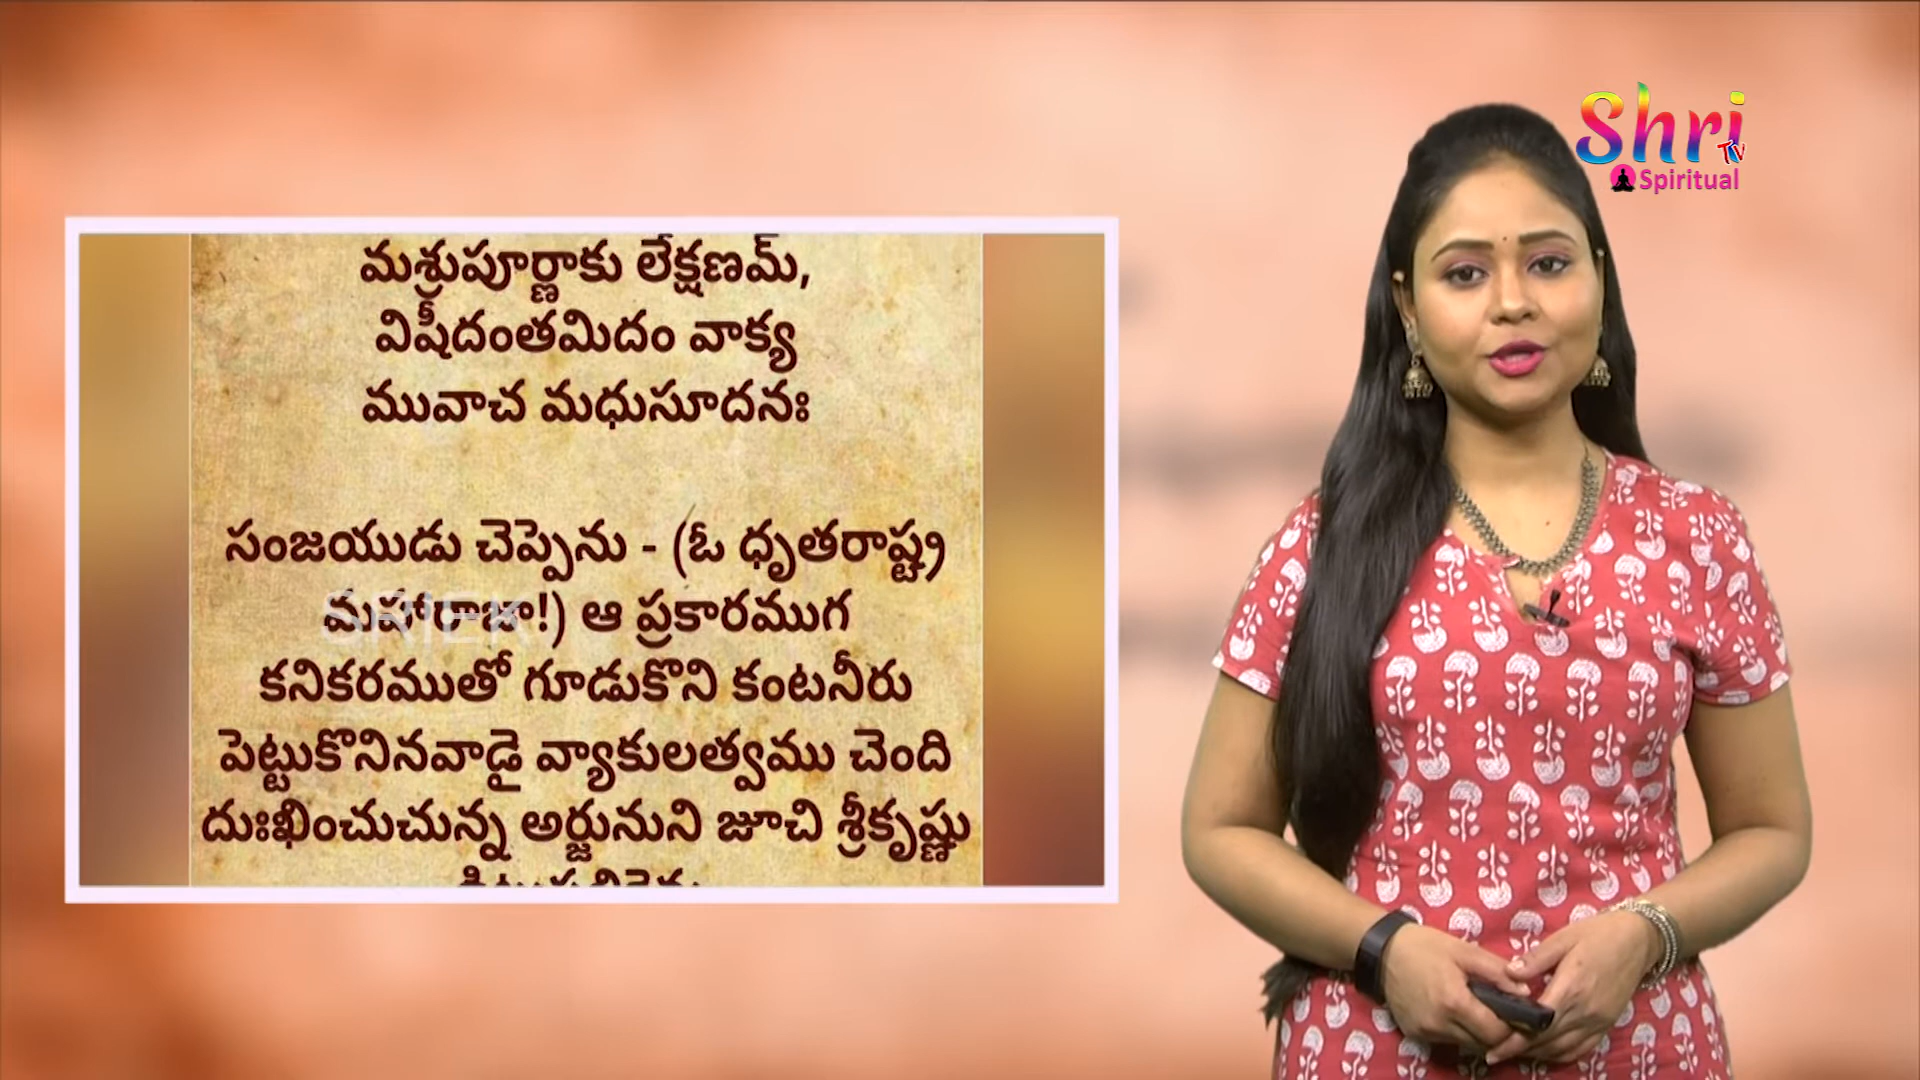 Shri
TV
Spiritual
మశ్రుపూర్ణాకు లేక్షణమ్,
విషీదంతమిదం వాక్య
మువాచ మధుసూదనః
సంజయుడు చెప్పెను - (ఓ ధృతరాష్ట్ర
మహారాజా!) ఆ ప్రకారముగ
కనికరముతో గూడుకొని కంటనీరు
పెట్టుకొనినవాడై వ్యాకులత్వము చెంది
దుఃఖించుచున్న అర్జునుని జూచి శ్రీకృష్ణు